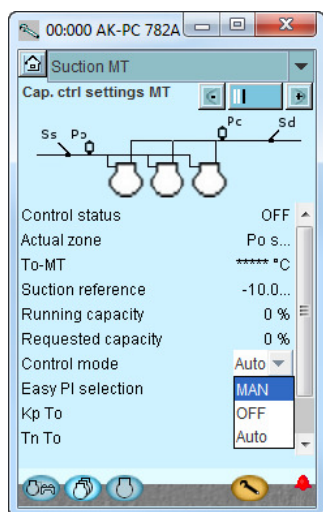 00:000 AK-PC 782A
Suction MT
Cap. ctrl settings MT
Pc Sd
Ss Po
Control status OFF
Actual zone Po s...
To-MT ***** °C
Suction reference -10.0...
Running capacity 0 %
Requested capacity 0 %
Control mode Auto
Easy PI selection MAN
Kp To OFF
Tn To Auto